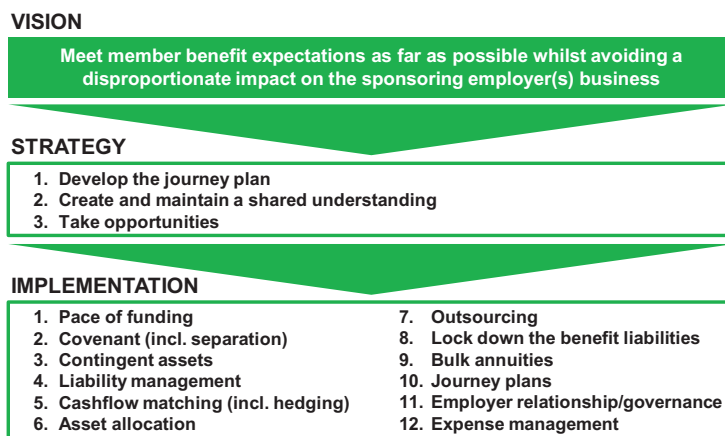 VISION
Meet member benefit expectations as far as possible whilst avoiding a
disproportionate impact on the sponsoring employer(s) business
STRATEGY
1. Develop the journey plan
2. Create and maintain a shared understanding
3. Take opportunities
IMPLEMENTATION
1. Pace of funding
2. Covenant (incl. separation)
3. Contingent assets
4. Liability management
5. Cashflow matching (incl. hedging)
6. Asset allocation
7. Outsourcing
8. Lock down the benefit liabilities
9. Bulk annuities
10. Journey plans
11. Employer relationship/governance
12. Expense management